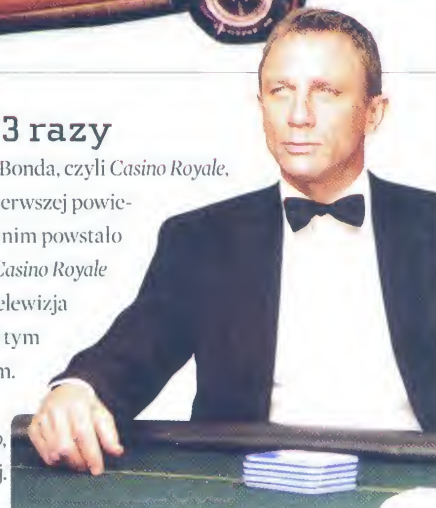 3 razy
Bonda, czyli Casino Royale,
erwszej powie-
nim powstało
Casino Royale
elewizja
tym
m.
o,
j.